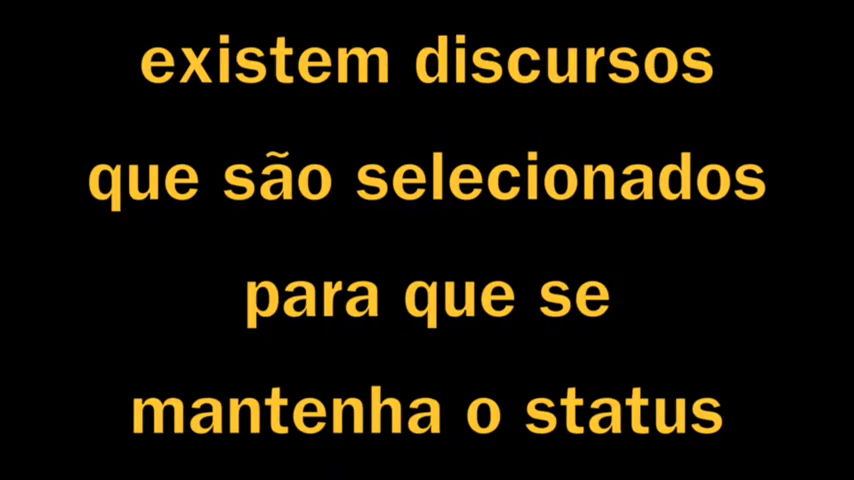 existem discursos
que são selecionados
para que se
mantenha o status